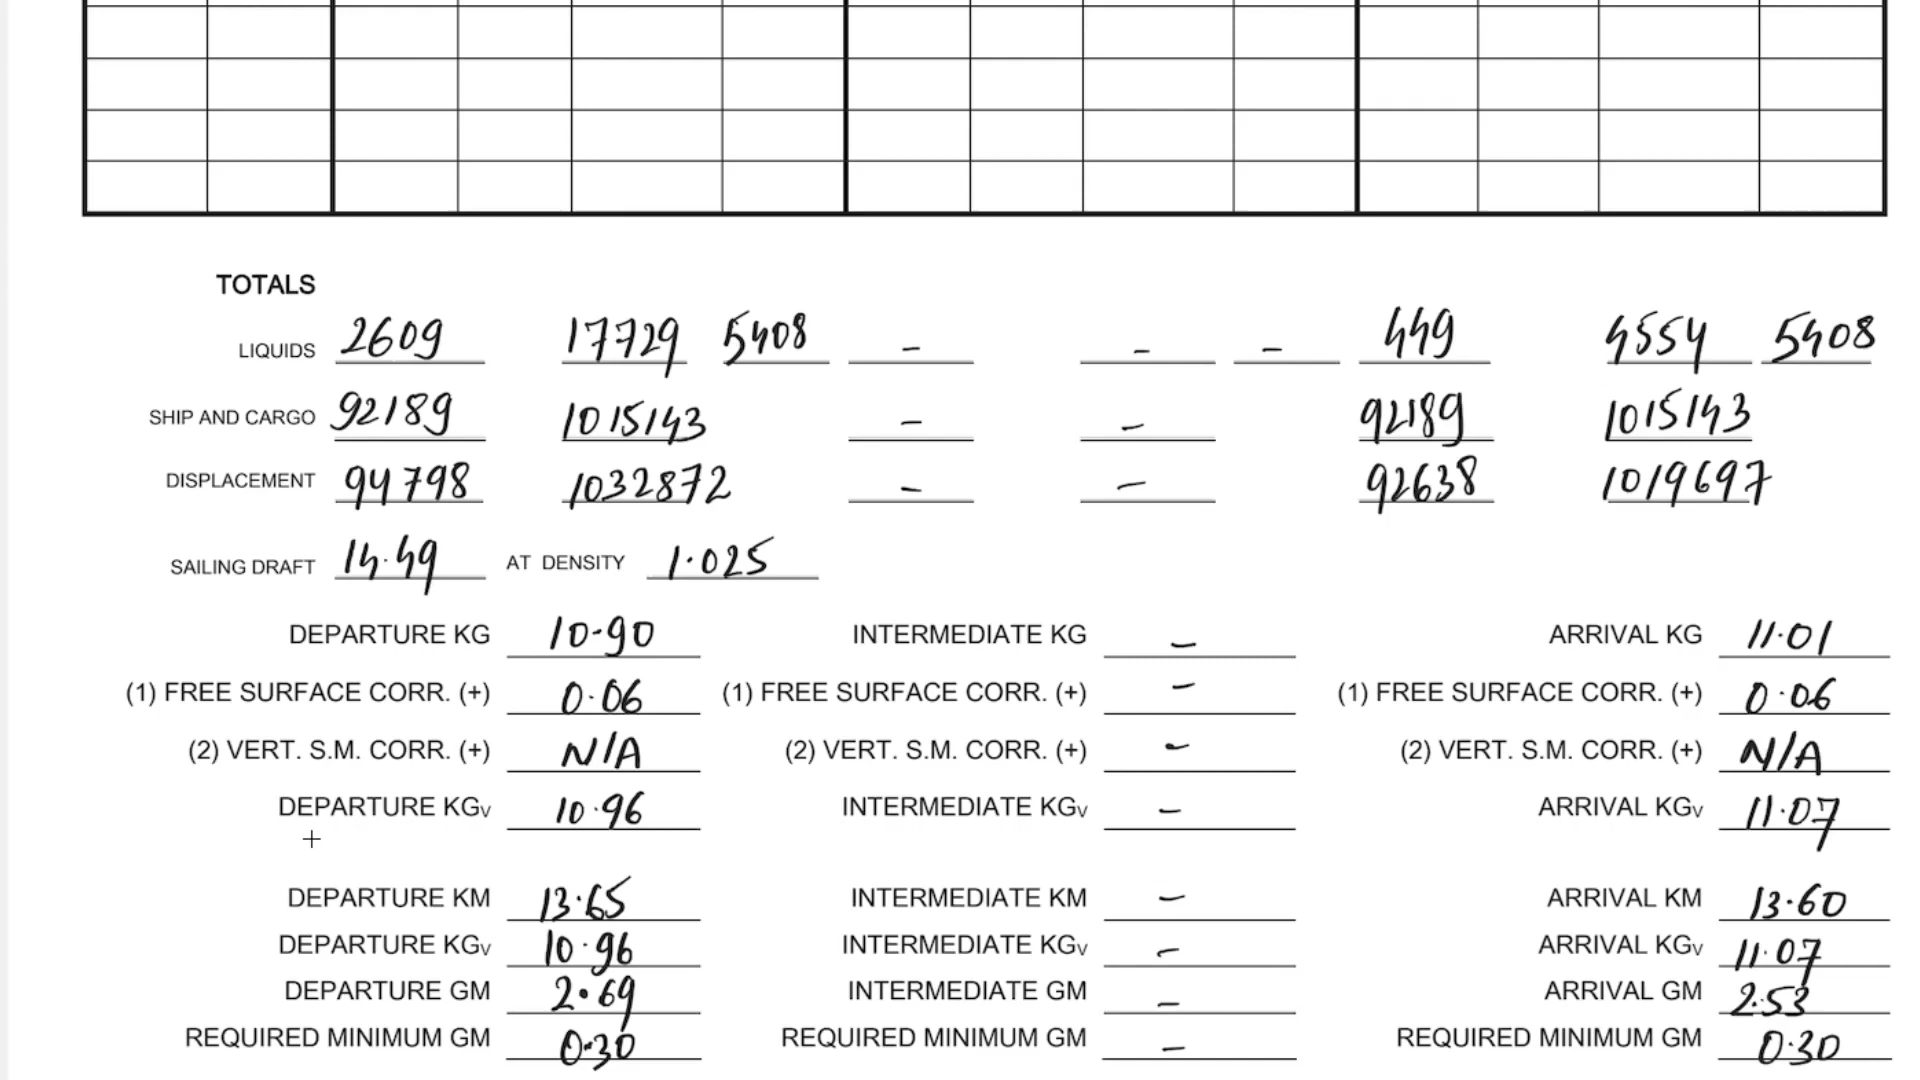 TOTALS
LIQUIDS 2609 17729 5408 - - - 449 4554 5408
SHIP AND CARGO 92189 1015143 - - 92189 1015143
DISPLACEMENT 94798 1032872 - - 92638 1019697
SAILING DRAFT 14.49 AT DENSITY 1.025
DEPARTURE KG 10.90 INTERMEDIATE KG - ARRIVAL KG 11.01
(1) FREE SURFACE CORR. (+) 0.06 (1) FREE SURFACE CORR. (+) - (1) FREE SURFACE CORR. (+) 0.06
(2) VERT. S.M. CORR. (+) N/A (2) VERT. S.M. CORR. (+) - (2) VERT. S.M. CORR. (+) N/A
DEPARTURE KGv 10.96 INTERMEDIATE KGv - ARRIVAL KGv 11.07
DEPARTURE KM 13.65 INTERMEDIATE KM - ARRIVAL KM 13.60
DEPARTURE KGv 10.96 INTERMEDIATE KGv - ARRIVAL KGv 11.07
DEPARTURE GM 2.69 INTERMEDIATE GM - ARRIVAL GM 2.53
REQUIRED MINIMUM GM 0.30 REQUIRED MINIMUM GM - REQUIRED MINIMUM GM 0.30